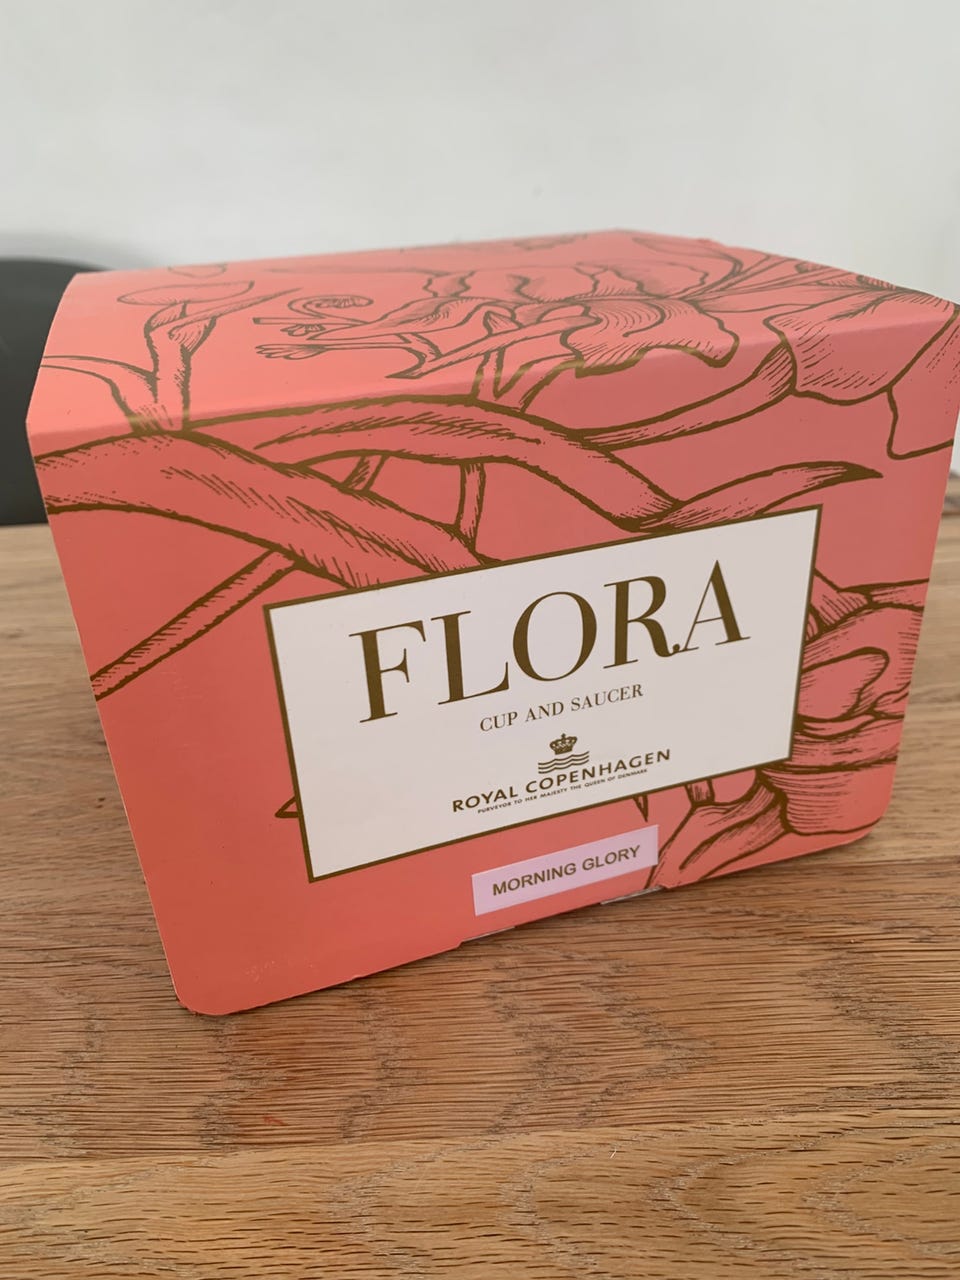 FLORA
CUP AND SAUCER
ROYAL COPENHAGEN
PURVEYOR TO HER MAJESTY THE QUEEN OF DENMARK
MORNING GLORY